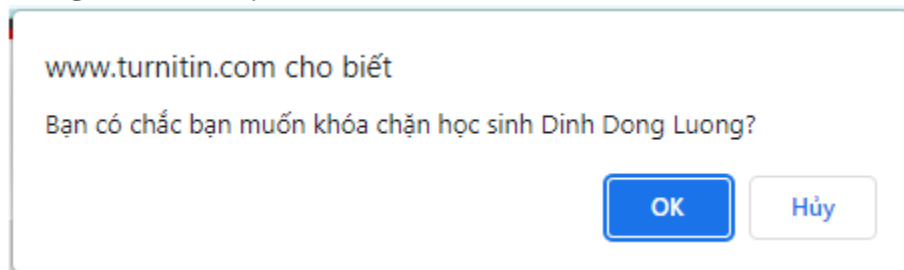 www.turnitin.com cho biết
Bạn có chắc bạn muốn khóa chặn học sinh Dinh Dong Luong?
OK Hủy